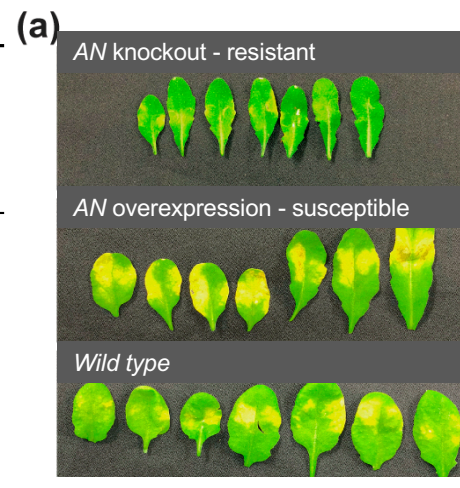 (a)
AN knockout - resistant
AN overexpression - susceptible
Wild type